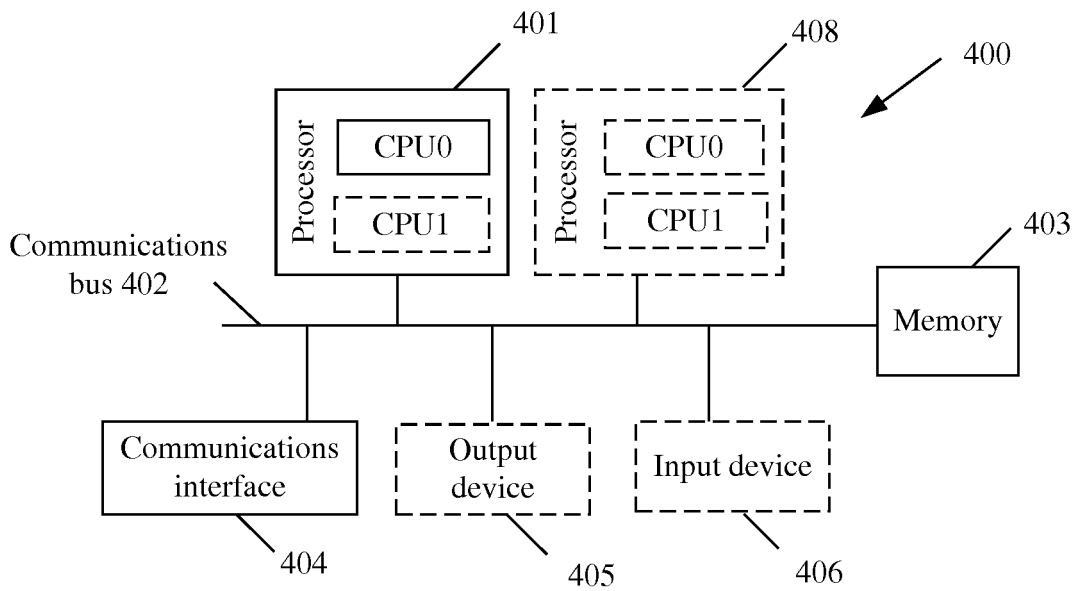 401
408
400
Processor
CPU0
CPU1
Processor
CPU0
CPU1
403
Communications
bus 402
Memory
Communications
interface
Output
device
Input device
404
405
406